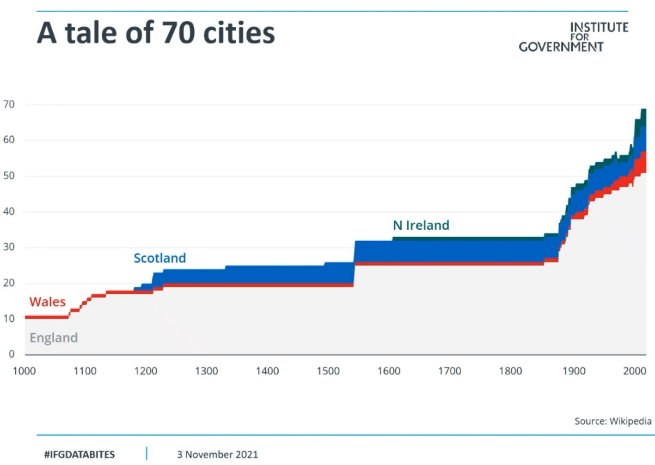 A tale of 70 cities
INSTITUTE
FOR
GOVERNMENT
70
60
50
40
30
20
10
0
N Ireland
Scotland
Wales
England
1000 1100 1200 1300 1400 1500 1600 1700 1800 1900 2000
Source: Wikipedia
#IFGDATABITES | 3 November 2021